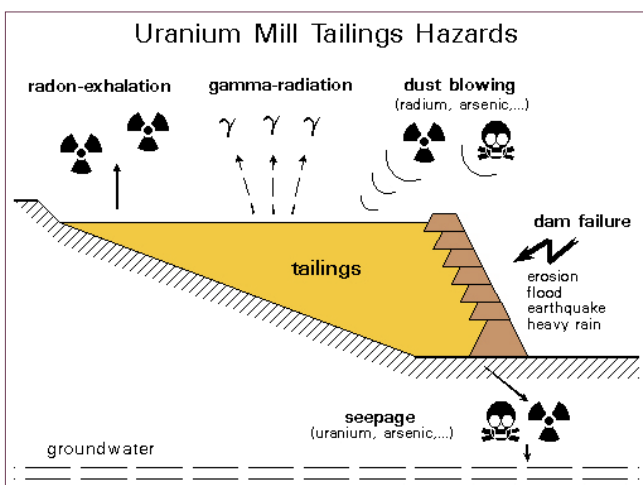 Uranium Mill Tailings Hazards
radon-exhalation
gamma-radiation
dust blowing
(radium, arsenic,...)
γ γ γ
dam failure
erosion
flood
earthquake
heavy rain
tailings
seepage
(uranium, arsenic,...)
groundwater